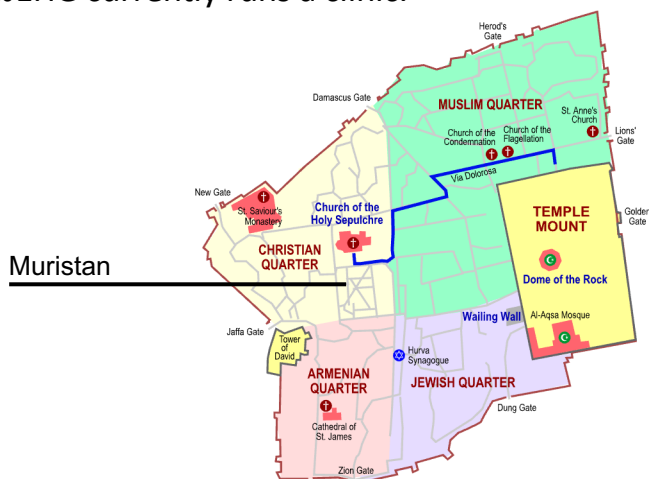 currently runs a clinic.
Herod's
Gate
Damascus Gate
MUSLIM QUARTER
St. Anne's
Church
Church of the
Condemnation
Church of the
Flagellation
Lions'
Gate
Via Dolorosa
New Gate
St. Saviour's
Monastery
Church of the
Holy Sepulchre
TEMPLE
MOUNT
Golden
Gate
CHRISTIAN
QUARTER
Muristan
Dome of the Rock
Wailing Wall
Al-Aqsa Mosque
Jaffa Gate
Tower
of
David
Hurva
Synagogue
ARMENIAN
QUARTER
JEWISH QUARTER
Dung Gate
Cathedral of
St. James
Zion Gate